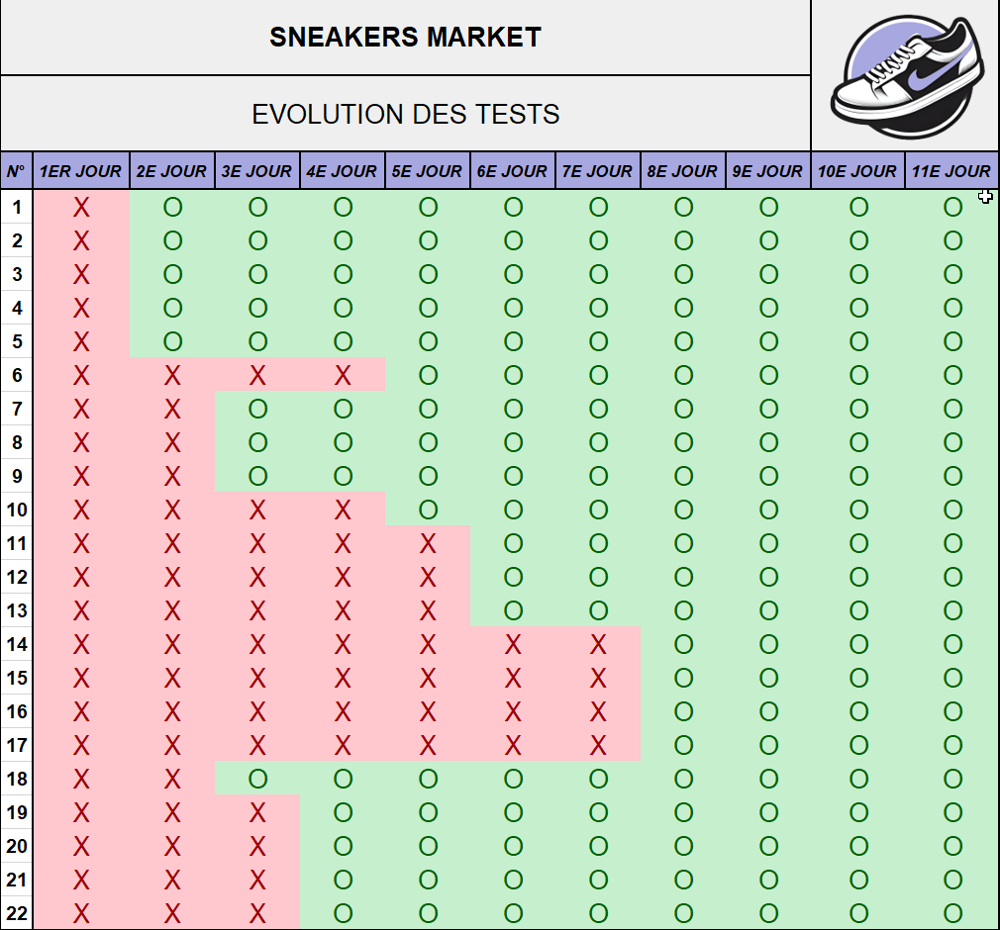 SNEAKERS MARKET
EVOLUTION DES TESTS
N° 1ER JOUR 2E JOUR 3E JOUR 4E JOUR 5E JOUR 6E JOUR 7E JOUR 8E JOUR 9E JOUR 10E JOUR 11E JOUR
1 X O O O O O O O O O O
2 X O O O O O O O O O O
3 X O O O O O O O O O O
4 X O O O O O O O O O O
5 X O O O O O O O O O O
6 X X X X O O O O O O O
7 X X O O O O O O O O O
8 X X O O O O O O O O O
9 X X O O O O O O O O O
10 X X X X O O O O O O O
11 X X X X X O O O O O O
12 X X X X X O O O O O O
13 X X X X X O O O O O O
14 X X X X X X X O O O O
15 X X X X X X X O O O O
16 X X X X X X X O O O O
17 X X X X X X X O O O O
18 X X O O O O O O O O O
19 X X X O O O O O O O O
20 X X X O O O O O O O O
21 X X X O O O O O O O O
22 X X X O O O O O O O O